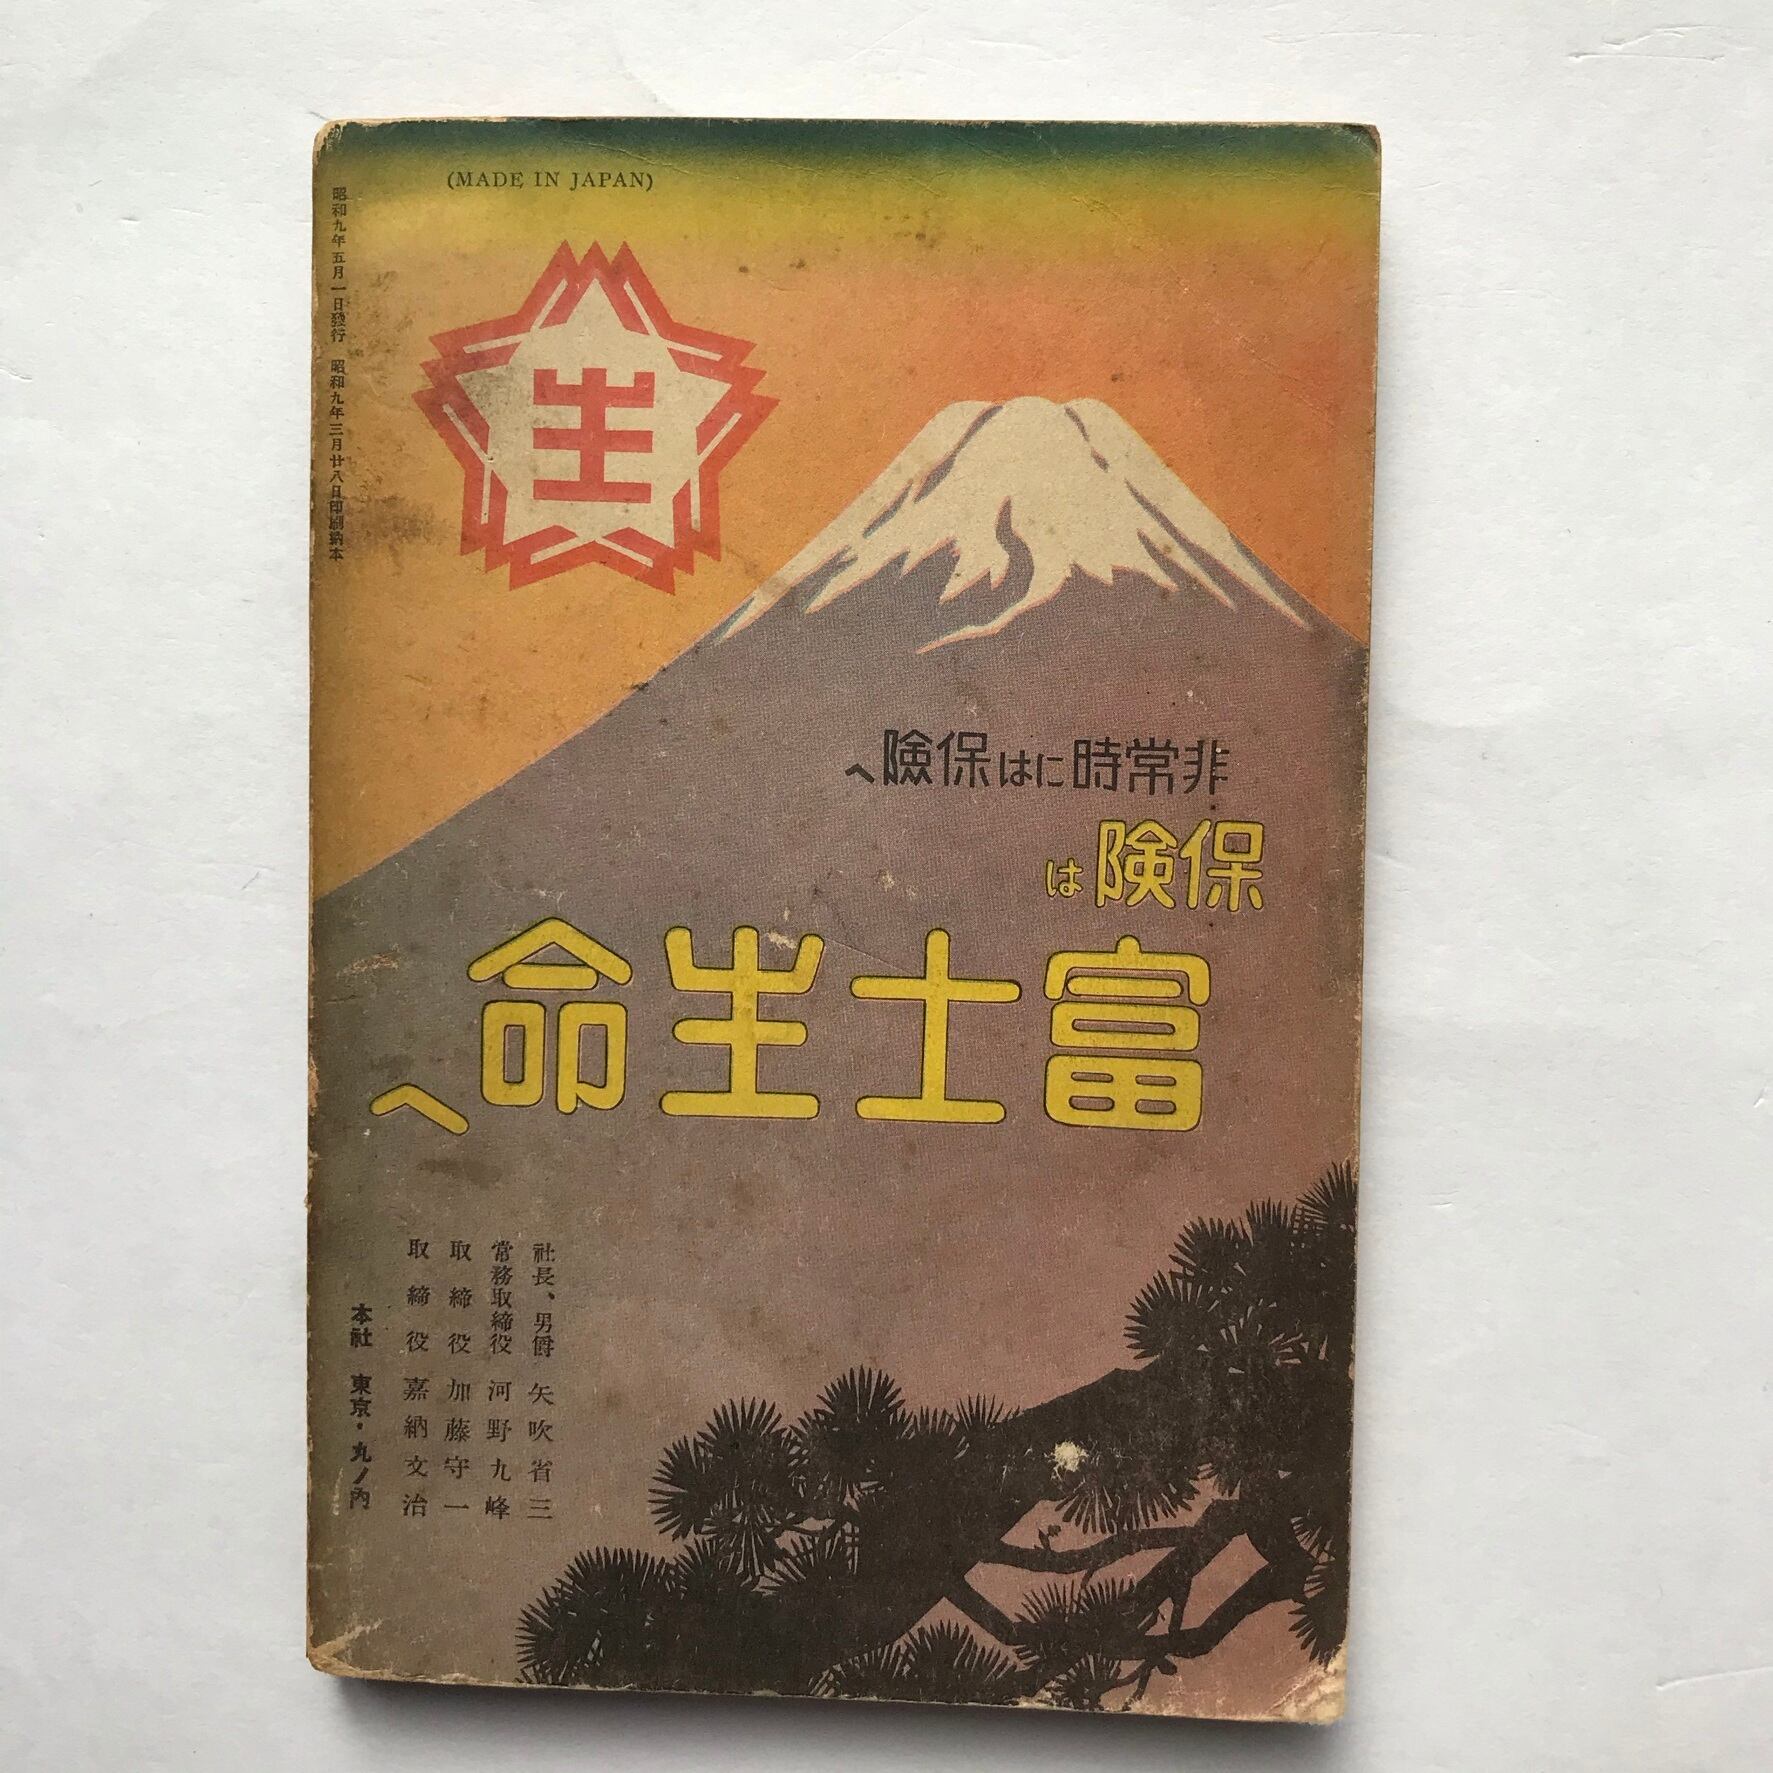 (MADE IN JAPAN)
昭和九年五月一日發行 昭和九年三月廿八日印刷納本
生
非常時には保險へ
保険は
富士生命へ
社長、男爵 矢吹省三
常務取締役 河野九峰
取締役 加藤守一
取締役 嘉納文治
本社 東京・丸ノ内